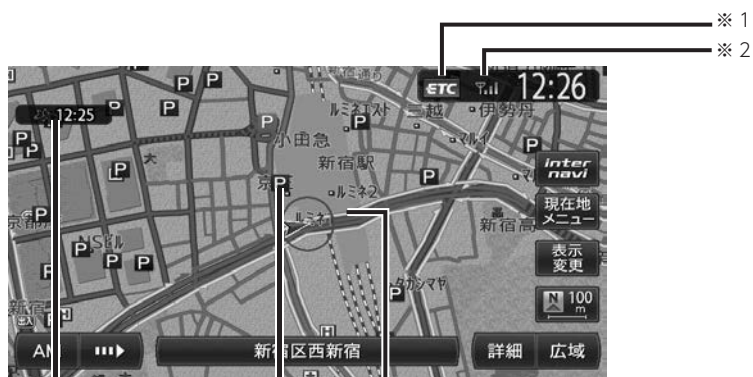 ※ 1
※ 2
ETC
12:26
12:25
ルミネエスト
三越
伊勢丹
小田急
マルイ
大
新宿駅
inter navi
京王
ルミネ2
現在地
メニュー
ルミネ
新宿高
NSビル
表示
変更
タカシマヤ
N 100
m
AM
新宿区西新宿
詳細
広域